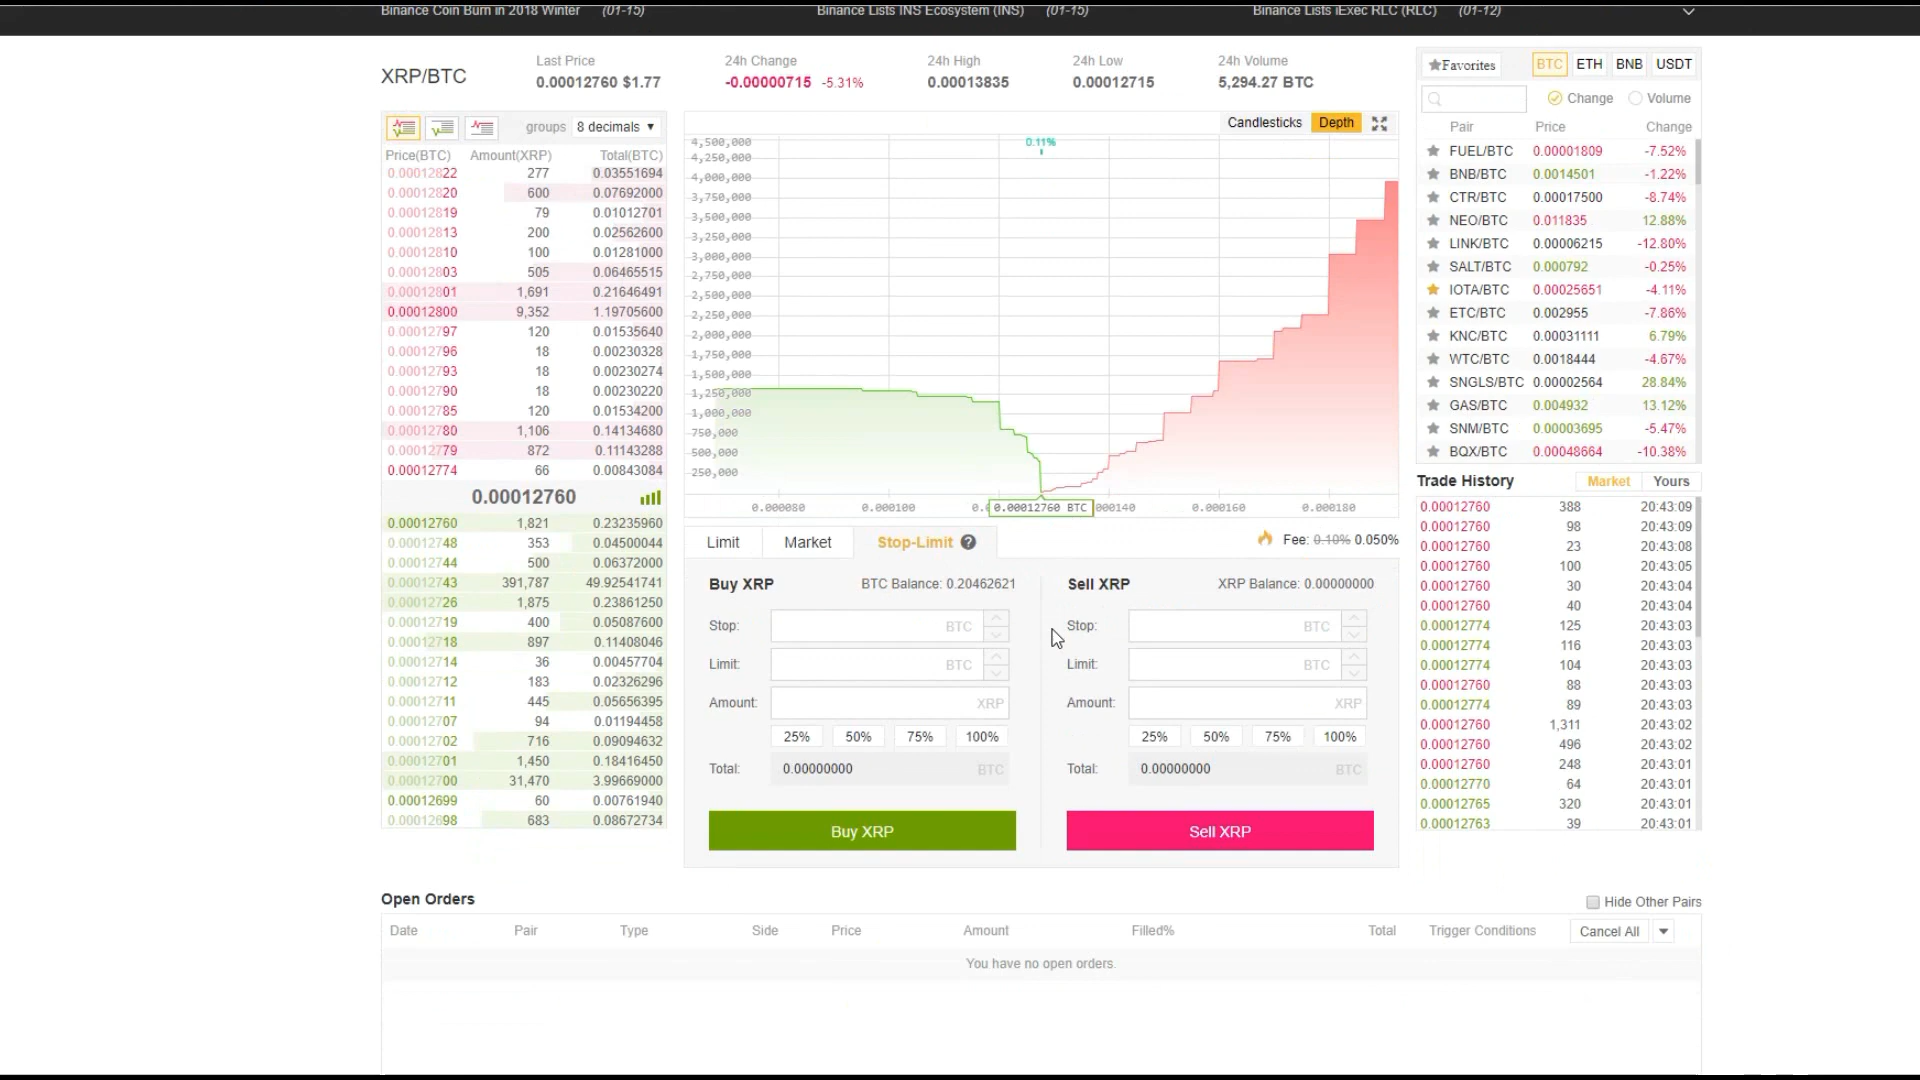 Binance Coin Burn in 2018 Winter (01-15) Binance Lists INS Ecosystem (INS) (01-15) Binance Lists iExec RLC (RLC) (01-12)
XRP/BTC
Last Price 24h Change 24h High 24h Low 24h Volume
0.00012760 $1.77 -0.00000715 -5.31% 0.00013835 0.00012715 5,294.27 BTC
groups 8 decimals
Price(BTC) Amount(XRP) Total(BTC)
0.00012822 277 0.03551694
0.00012820 600 0.07692000
0.00012819 79 0.01012701
0.00012813 200 0.02562600
0.00012810 100 0.01281000
0.00012803 505 0.06465515
0.00012801 1,691 0.21646491
0.00012800 9,352 1.19705600
0.00012797 120 0.01535640
0.00012796 18 0.00230328
0.00012793 18 0.00230274
0.00012790 18 0.00230220
0.00012785 120 0.01534200
0.00012780 1,106 0.14134680
0.00012779 872 0.11143288
0.00012774 66 0.00843084
0.00012760
0.00012760 1,821 0.23235960
0.00012748 353 0.04500044
0.00012744 500 0.06372000
0.00012743 391,787 49.92541741
0.00012726 1,875 0.23861250
0.00012719 400 0.05087600
0.00012718 897 0.11408046
0.00012714 36 0.00457704
0.00012712 183 0.02326296
0.00012711 445 0.05656395
0.00012707 94 0.01194458
0.00012702 716 0.09094632
0.00012701 1,450 0.18416450
0.00012700 31,470 3.99669000
0.00012699 60 0.00761940
0.00012698 683 0.08672734
Candlesticks Depth
0.11%
4,500,000
4,250,000
4,000,000
3,750,000
3,500,000
3,250,000
3,000,000
2,750,000
2,500,000
2,250,000
2,000,000
1,750,000
1,500,000
1,250,000
1,000,000
750,000
500,000
250,000
0.000080 0.000100 0.00012760 BTC 000140 0.000160 0.000180
Limit Market Stop-Limit ? Fee: 0.10% 0.050%
Buy XRP BTC Balance: 0.20462621
Stop: BTC
Limit: BTC
Amount: XRP
25% 50% 75% 100%
Total: 0.00000000 BTC
Buy XRP
Sell XRP XRP Balance: 0.00000000
Stop: BTC
Limit: BTC
Amount: XRP
25% 50% 75% 100%
Total: 0.00000000 BTC
Sell XRP
Favorites BTC ETH BNB USDT
Change Volume
Pair Price Change
FUEL/BTC 0.00001809 -7.52%
BNB/BTC 0.0014501 -1.22%
CTR/BTC 0.00017500 -8.74%
NEO/BTC 0.011835 12.88%
LINK/BTC 0.00006215 -12.80%
SALT/BTC 0.000792 -0.25%
IOTA/BTC 0.00025651 -4.11%
ETC/BTC 0.002955 -7.86%
KNC/BTC 0.00031111 6.79%
WTC/BTC 0.0018444 -4.67%
SNGLS/BTC 0.00002564 28.84%
GAS/BTC 0.004932 13.12%
SNM/BTC 0.00003695 -5.47%
BQX/BTC 0.00048664 -10.38%
Trade History Market Yours
0.00012760 388 20:43:09
0.00012760 98 20:43:09
0.00012760 23 20:43:08
0.00012760 100 20:43:05
0.00012760 30 20:43:04
0.00012760 40 20:43:04
0.00012774 125 20:43:03
0.00012774 116 20:43:03
0.00012774 104 20:43:03
0.00012760 88 20:43:03
0.00012774 89 20:43:03
0.00012760 1,311 20:43:02
0.00012760 496 20:43:02
0.00012760 248 20:43:01
0.00012770 64 20:43:01
0.00012765 320 20:43:01
0.00012763 39 20:43:01
Open Orders Hide Other Pairs
Date Pair Type Side Price Amount Filled% Total Trigger Conditions Cancel All
You have no open orders.